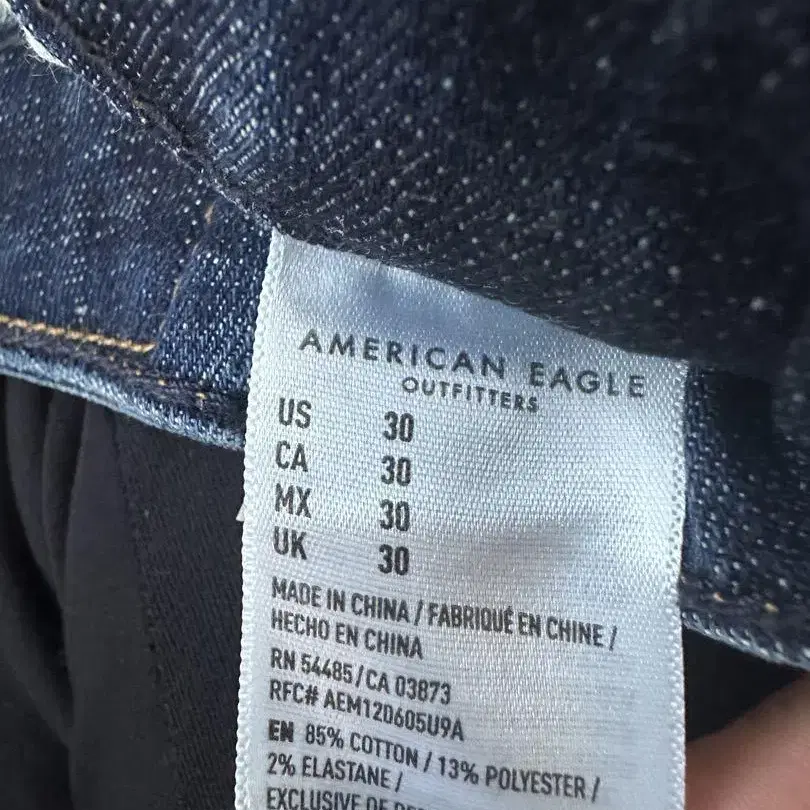 AMERICAN EAGLE
OUTFITTERS
US 30
CA 30
MX 30
UK 30
MADE IN CHINA / FABRIQUÉ EN CHINE /
HECHO EN CHINA
RN 54485 / CA 03873
RFC# AEM120605U9A
EN 85% COTTON / 13% POLYESTER /
2% ELASTANE /
EXCLUSIVE OF